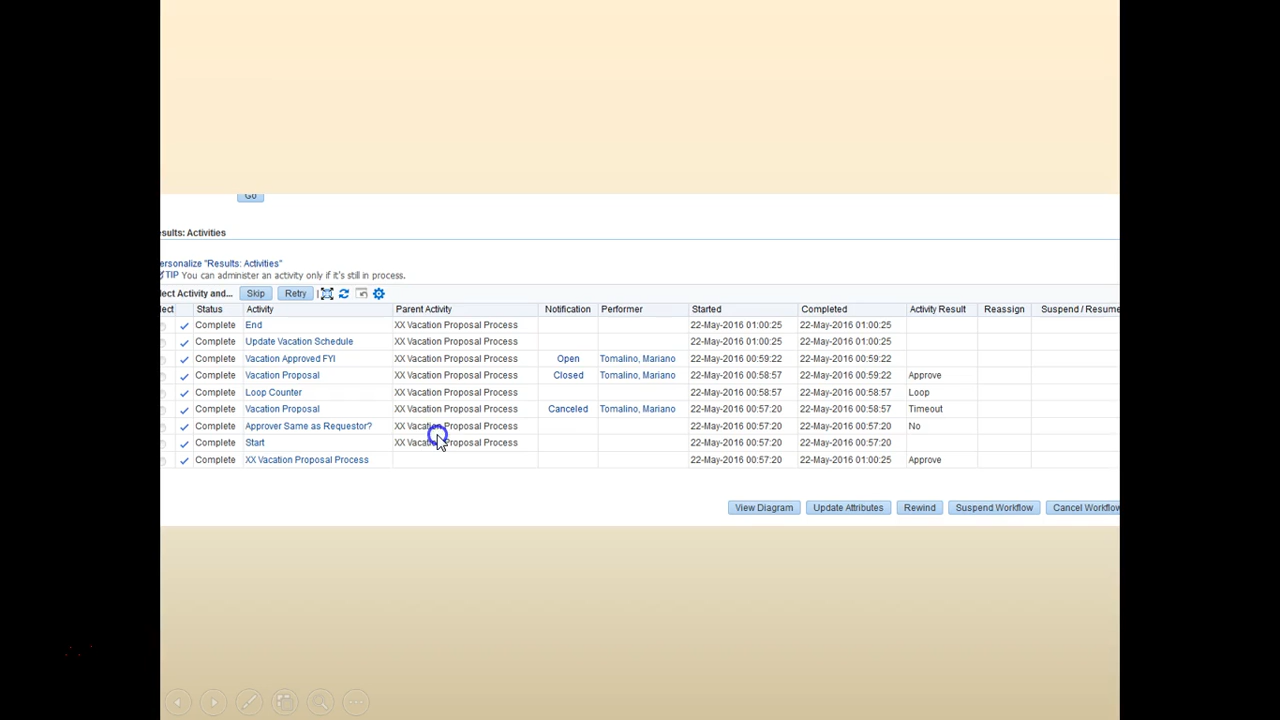 Go
esults: Activities
ersonalize "Results: Activities"
TIP You can administer an activity only if it's still in process.
lect Activity and... Skip Retry
lect Status Activity Parent Activity Notification Performer Started Completed Activity Result Reassign Suspend / Resume
Complete End XX Vacation Proposal Process 22-May-2016 01:00:25 22-May-2016 01:00:25
Complete Update Vacation Schedule XX Vacation Proposal Process 22-May-2016 01:00:25 22-May-2016 01:00:25
Complete Vacation Approved FYI XX Vacation Proposal Process Open Tomalino, Mariano 22-May-2016 00:59:22 22-May-2016 00:59:22
Complete Vacation Proposal XX Vacation Proposal Process Closed Tomalino, Mariano 22-May-2016 00:58:57 22-May-2016 00:59:22 Approve
Complete Loop Counter XX Vacation Proposal Process 22-May-2016 00:58:57 22-May-2016 00:58:57 Loop
Complete Vacation Proposal XX Vacation Proposal Process Canceled Tomalino, Mariano 22-May-2016 00:57:20 22-May-2016 00:58:57 Timeout
Complete Approver Same as Requestor? XX Vacation Proposal Process 22-May-2016 00:57:20 22-May-2016 00:57:20 No
Complete Start XX Vacation Proposal Process 22-May-2016 00:57:20 22-May-2016 00:57:20
Complete XX Vacation Proposal Process 22-May-2016 00:57:20 22-May-2016 01:00:25 Approve
View Diagram Update Attributes Rewind Suspend Workflow Cancel Workflow